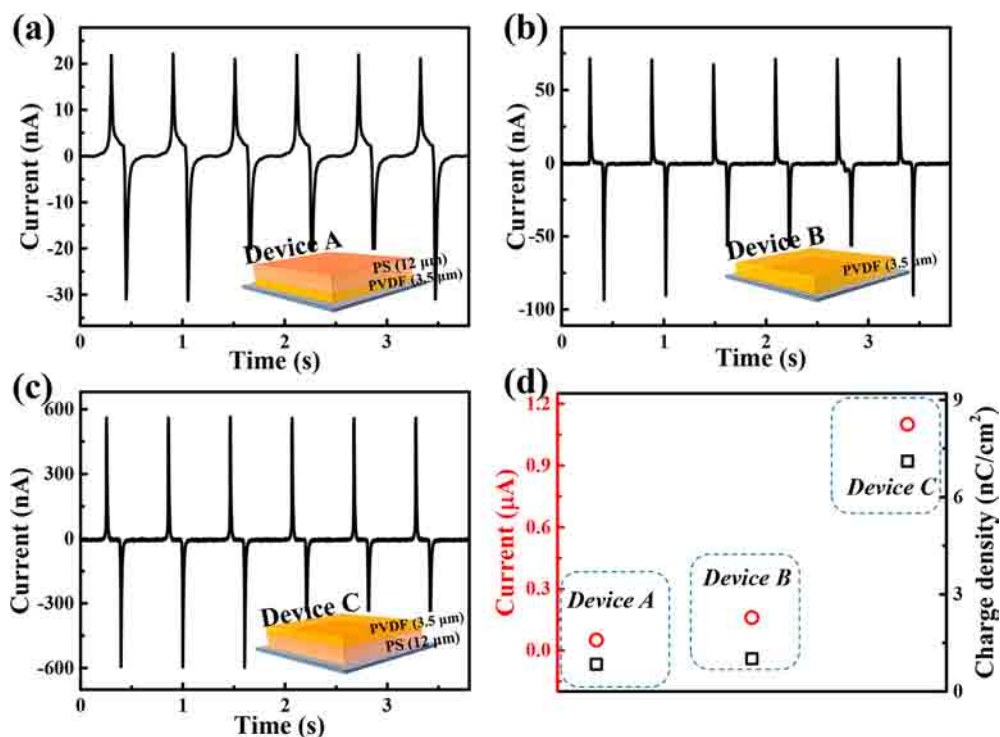 (a)
Current (nA)
20
10
0
-10
-20
-30
0
1
2
3
Time (s)
Device A
PS (12 μm)
PVDF (3.5 μm)
(b)
Current (nA)
50
0
-50
-100
0
1
2
3
Time (s)
Device B
PVDF (3.5 μm)
(c)
Current (nA)
600
300
0
-300
-600
0
1
2
3
Time (s)
Device C
PVDF (3.5 μm)
PS (12 μm)
(d)
Current (μA)
1.2
0.9
0.6
0.3
0.0
Device A
Device B
Device C
9
6
3
0
Charge density (nC/cm²)